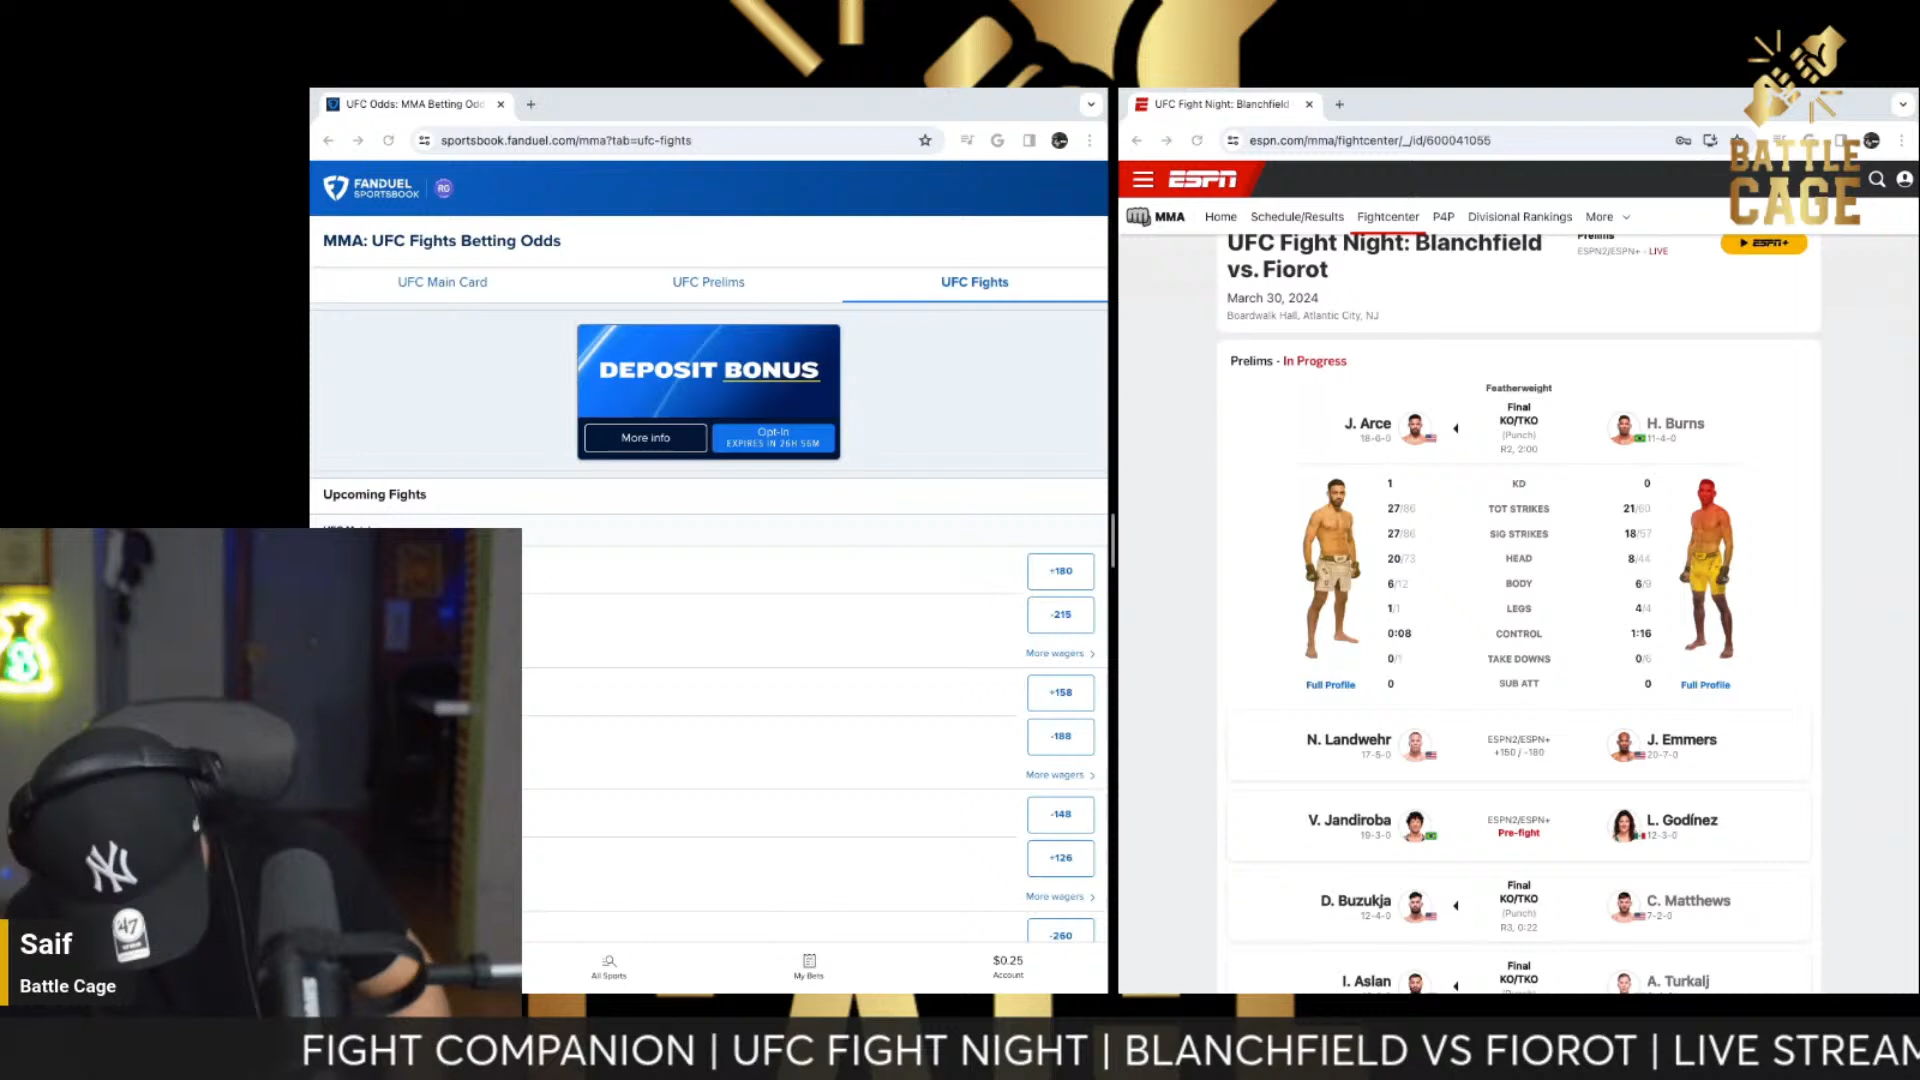 UFC Odds: MMA Betting Odd
sportsbook.fanduel.com/mma?tab=ufc-fights
FANDUEL
SPORTSBOOK
RG
MMA: UFC Fights Betting Odds
UFC Main Card
UFC Prelims
UFC Fights
DEPOSIT BONUS
More info
Opt-In
EXPIRES IN 26H 56M
Upcoming Fights
+180
-215
More wagers
+158
-188
More wagers
-148
+126
More wagers
-260
All Sports
My Bets
$0.25
Account
UFC Fight Night: Blanchfield
espn.com/mma/fightcenter/_/id/600041055
BATTLE
CAGE
ESPN
MMA
Home
Schedule/Results
Fightcenter
P4P
Divisional Rankings
More
UFC Fight Night: Blanchfield
vs. Fiorot
Prelims
ESPN2/ESPN+ - LIVE
ESPN+
March 30, 2024
Boardwalk Hall, Atlantic City, NJ
Prelims - In Progress
Featherweight
J. Arce
18-6-0
Final
KO/TKO
(Punch)
R2, 2:00
H. Burns
11-4-0
1 KD 0
27/86 TOT STRIKES 21/60
27/86 SIG STRIKES 18/57
20/73 HEAD 8/44
6/12 BODY 6/9
1/1 LEGS 4/4
0:08 CONTROL 1:16
0/1 TAKE DOWNS 0/6
Full Profile 0 SUB ATT 0 Full Profile
N. Landwehr
17-5-0
ESPN2/ESPN+
+150 / -180
J. Emmers
20-7-0
V. Jandiroba
19-3-0
ESPN2/ESPN+
Pre-fight
L. Godínez
12-3-0
D. Buzukja
12-4-0
Final
KO/TKO
(Punch)
R3, 0:22
C. Matthews
7-2-0
I. Aslan
Final
KO/TKO
A. Turkalj
NY
47
Saif
Battle Cage
FIGHT COMPANION | UFC FIGHT NIGHT | BLANCHFIELD VS FIOROT | LIVE STREAM